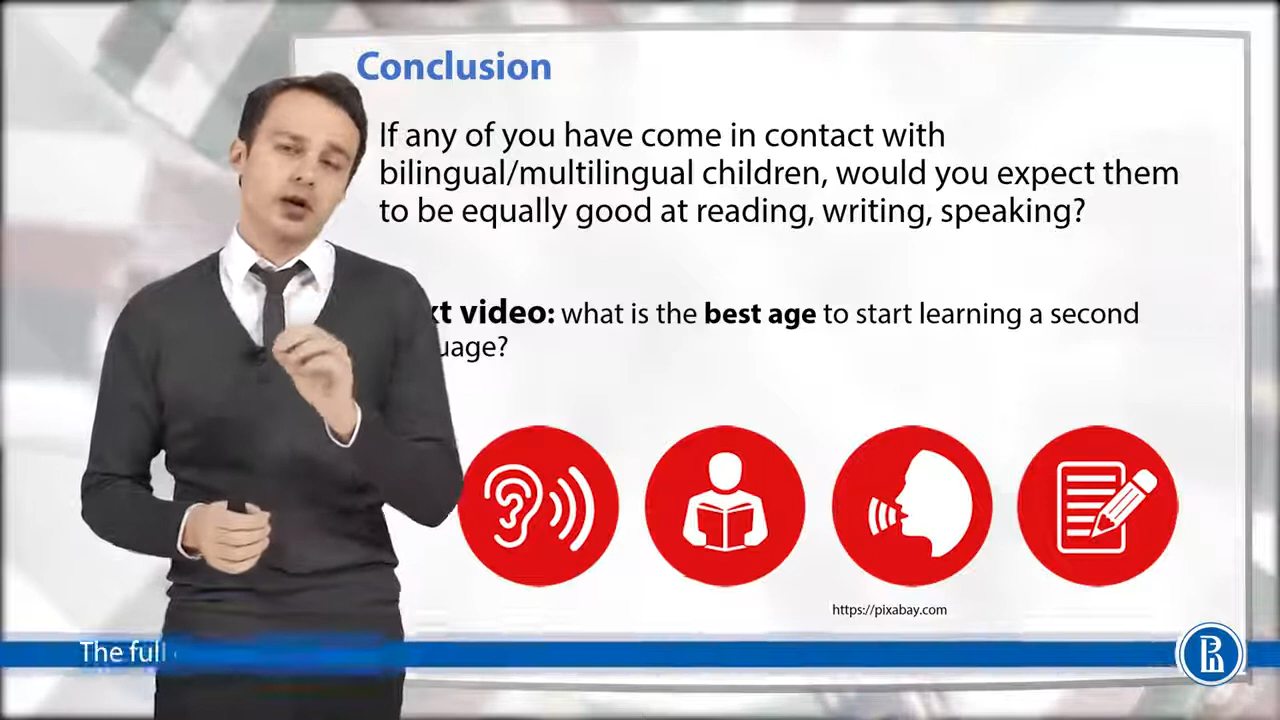 Conclusion
If any of you have come in contact with
bilingual/multilingual children, would you expect them
to be equally good at reading, writing, speaking?
video: what is the best age to start learning a second
https://pixabay.com
The full